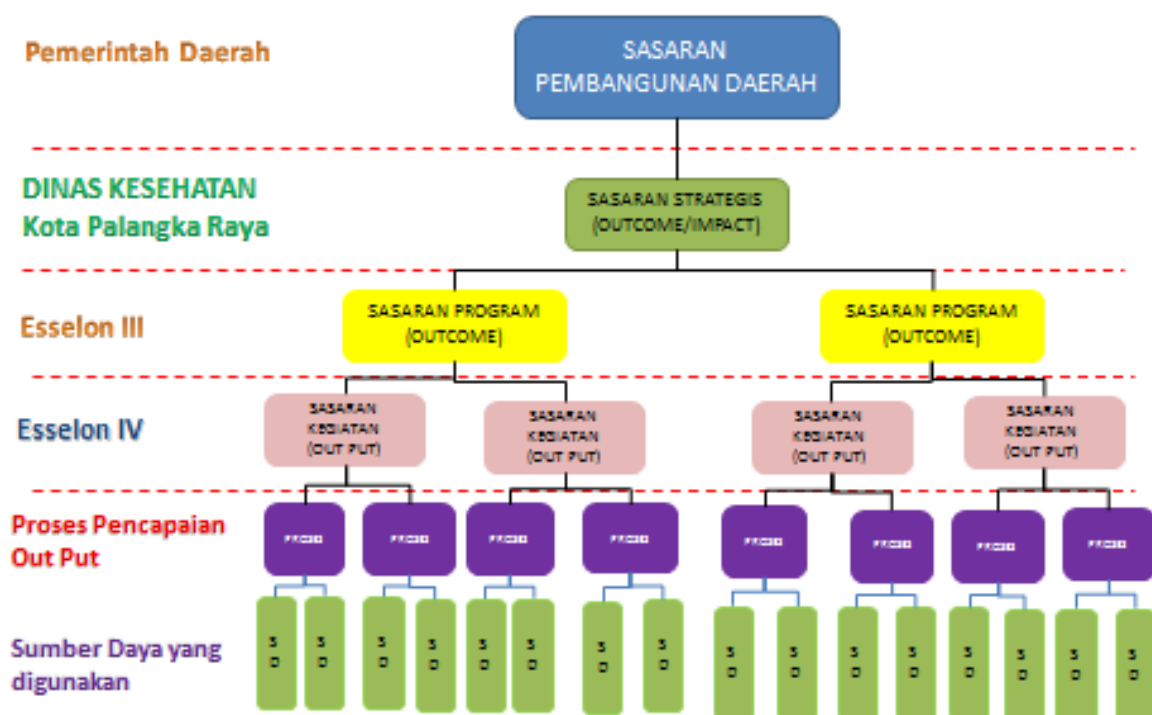 Pemerintah Daerah
SASARAN
PEMBANGUNAN DAERAH
DINAS KESEHATAN
Kota Palangka Raya
SASARAN STRATEGIS
(OUTCOME/IMPACT)
Esselon III
SASARAN PROGRAM
(OUTCOME)
SASARAN PROGRAM
(OUTCOME)
Esselon IV
SASARAN
KEGIATAN
(OUT PUT)
SASARAN
KEGIATAN
(OUT PUT)
SASARAN
KEGIATAN
(OUT PUT)
SASARAN
KEGIATAN
(OUT PUT)
Proses Pencapaian
Out Put
Sumber Daya yang
digunakan
S
D
S
D
S
D
S
D
S
D
S
D
S
D
S
D
S
D
S
D
S
D
S
D
S
D
S
D
S
D
S
D